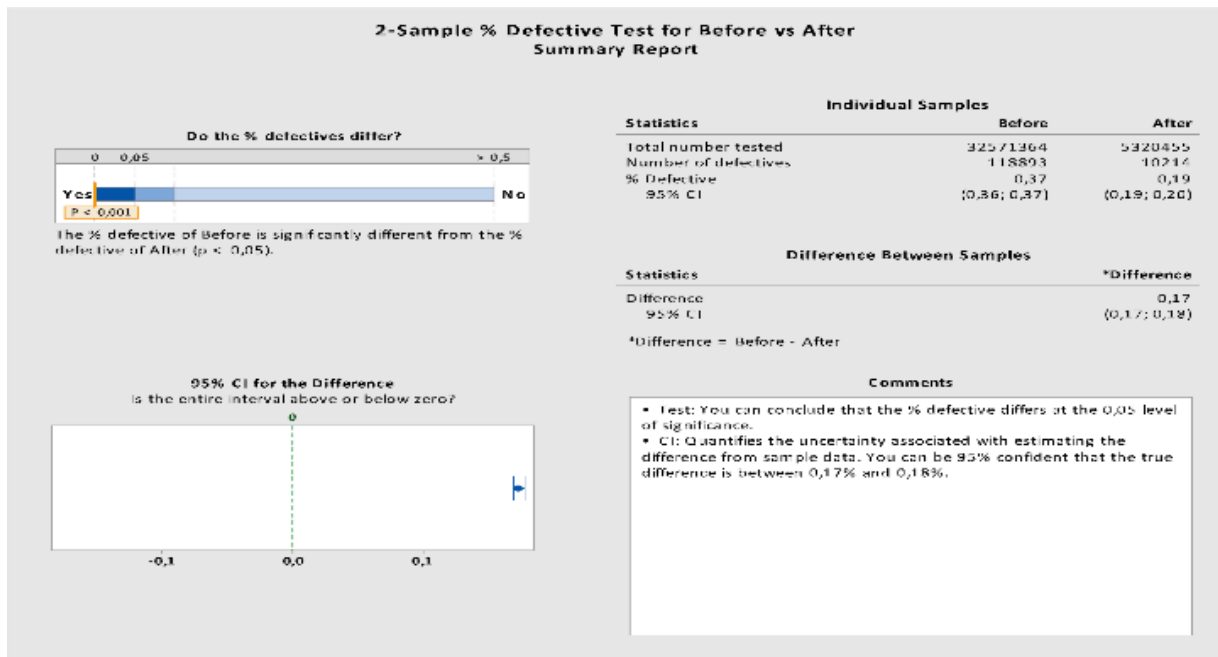 2-Sample % Defective Test for Before vs After
Summary Report
Do the % defectives differ?
0 0,05 > 0,5
Yes No
P < 0,001
The % defective of Before is significantly different from the %
defective of After (p < 0,05).
Individual Samples
Statistics Before After
Total number tested 32571364 5320455
Number of defectives 118893 10214
% Defective 0,37 0,19
95% CI (0,36; 0,37) (0,19; 0,20)
Difference Between Samples
Statistics *Difference
Difference 0,17
95% CI (0,17; 0,18)
*Difference = Before - After
95% CI for the Difference
Is the entire interval above or below zero?
0
-0,1 0,0 0,1
Comments
• Test: You can conclude that the % defective differs at the 0,05 level
of significance.
• CI: Quantifies the uncertainty associated with estimating the
difference from sample data. You can be 95% confident that the true
difference is between 0,17% and 0,18%.